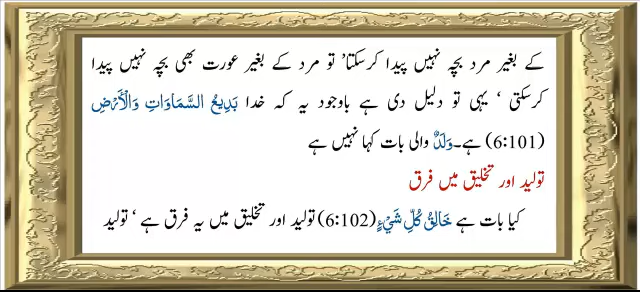 کے بغیر مرد بچہ نہیں پیدا کرسکتا' تو مرد کے بغیر عورت بھی بچہ نہیں پیدا
کرسکتی ' یہی تو دلیل دی ہے باوجود یہ کہ خدا بَدِيعُ السَّمَاوَاتِ وَالْأَرْضِ
(6:101) ہے۔ وَلَدٌ والی بات کہا نہیں ہے
تولید اور تخلیق میں فرق
کیا بات ہے خَالِقُ كُلِّ شَيْءٍ (6:102) تولید اور تخلیق میں یہ فرق ہے ' تولید